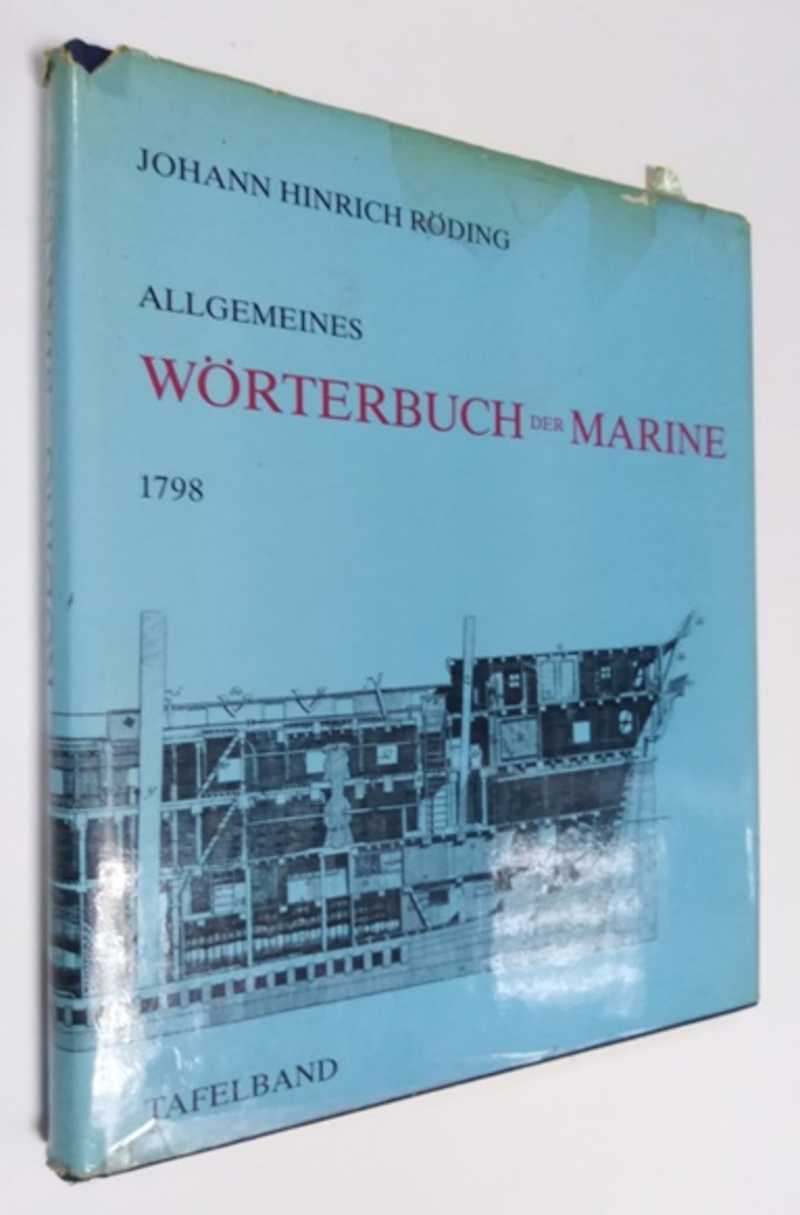 JOHANN HINRICH RÖDING
ALLGEMEINES
WÖRTERBUCH DER MARINE
1798
TAFELBAND